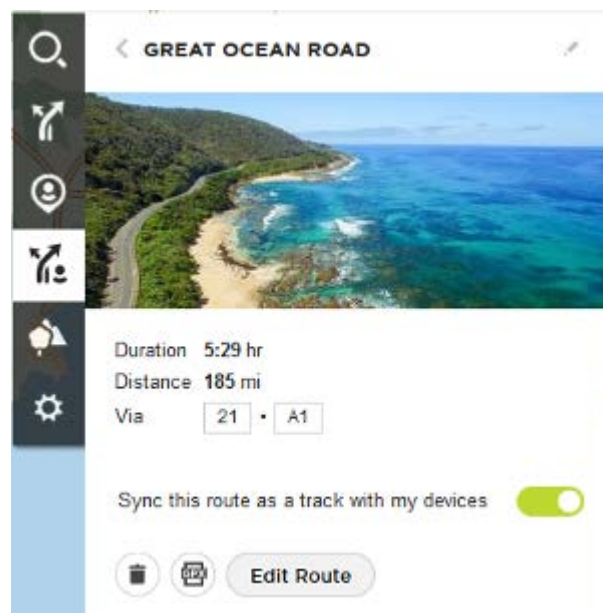 GREAT OCEAN ROAD
Duration 5:29 hr
Distance 185 mi
Via 21 • A1
Sync this route as a track with my devices
GPX Edit Route